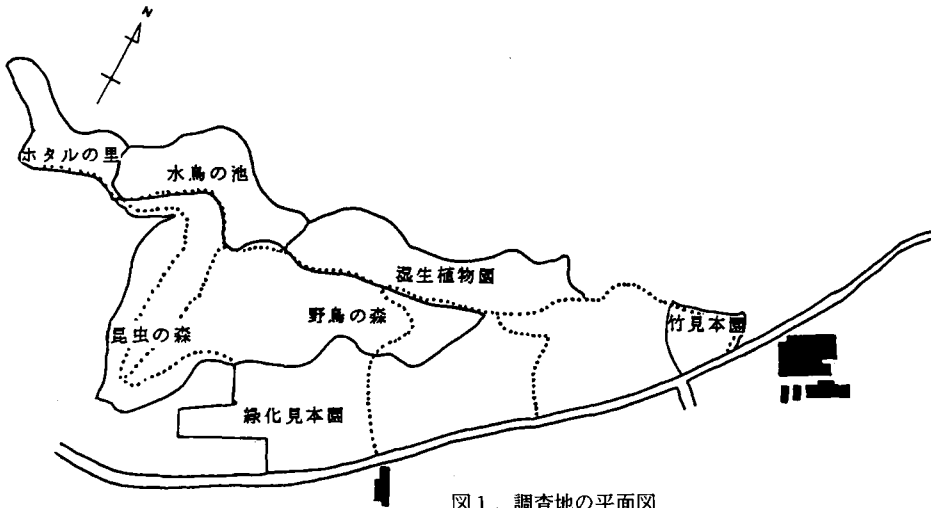 N
ホタルの里
水鳥の池
湿生植物園
野鳥の森
昆虫の森
竹見本園
緑化見本園
図1．調査地の平面図